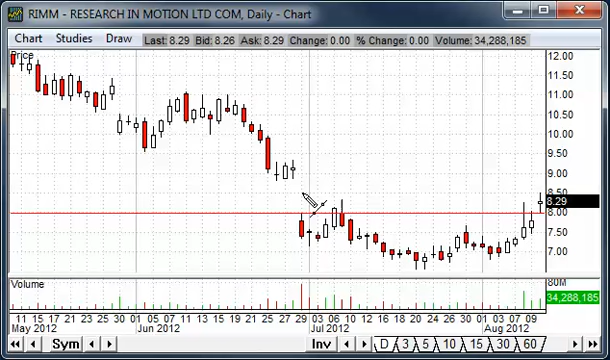 RIMM - RESEARCH IN MOTION LTD COM, Daily - Chart
Chart Studies Draw Last: 8.29 Bid: 8.26 Ask: 8.29 Change: 0.00 % Change: 0.00 Volume: 34,288,185
Price
12.00
11.50
11.00
10.50
10.00
9.50
9.00
8.50
8.29
8.00
7.50
7.00
Volume
80M
34,288,185
11 15 17 21 23 25 30 01 05 07 11 13 15 19 21 25 27 29 03 06 10 12 16 18 20 24 26 30 01 03 07 09
May 2012 Jun 2012 Jul 2012 Aug 2012
Sym Inv D 3 5 10 15 30 60